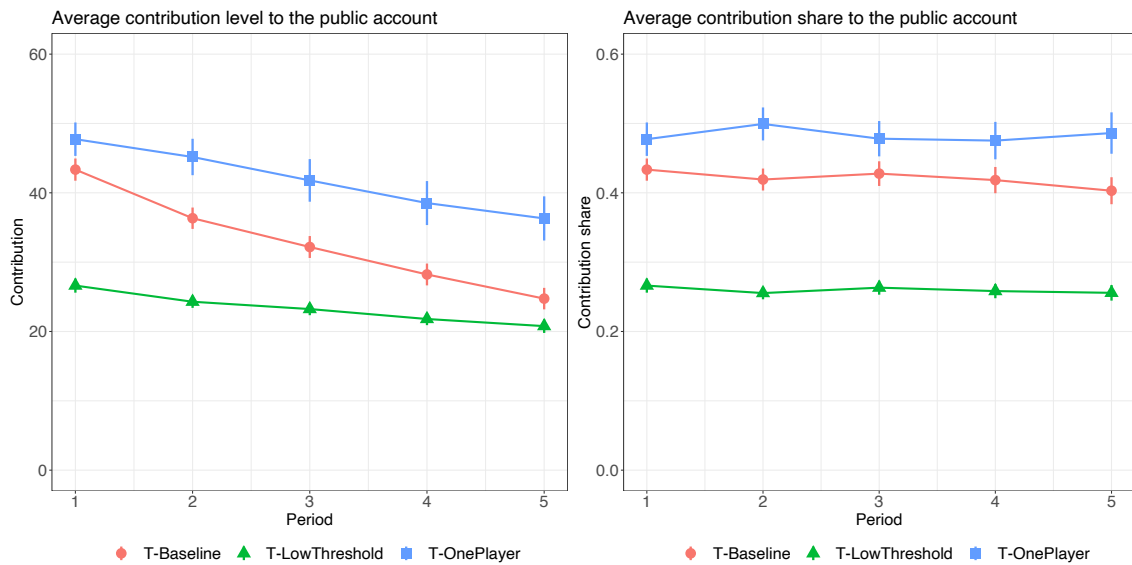 Average contribution level to the public account
60
40
20
0
Contribution
1 2 3 4 5
Period
T-Baseline T-LowThreshold T-OnePlayer
Average contribution share to the public account
0.6
0.4
0.2
0.0
Contribution share
1 2 3 4 5
Period
T-Baseline T-LowThreshold T-OnePlayer